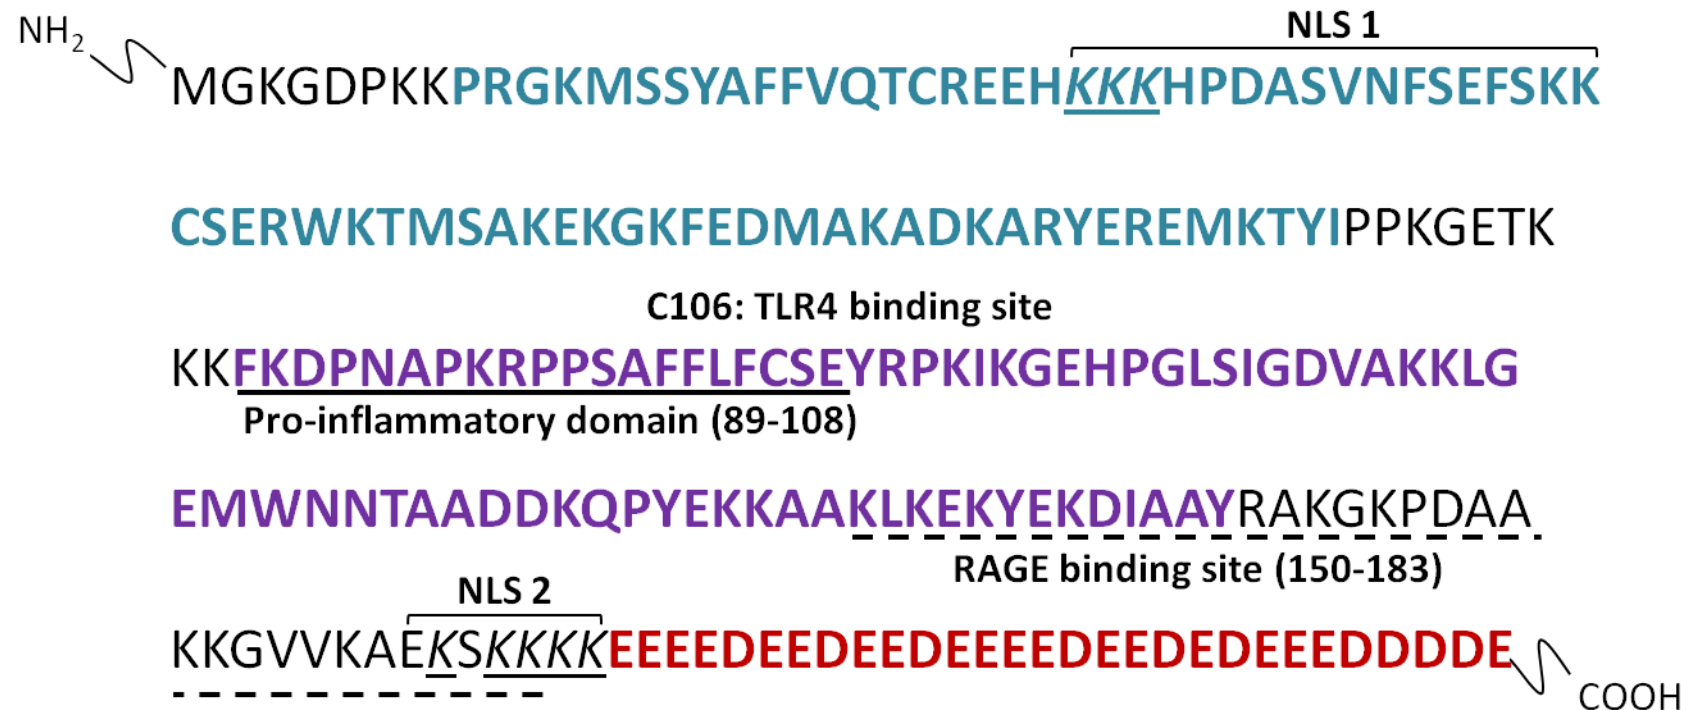 NH2
NLS 1
MGKGDPKKPRGKMSSYAFFVQTCREEHKKKHPDASVNFSEFSKK
CSERWKTMSAKEKGKFEDMAKADKARYEREMKTYIPPKGETK
C106: TLR4 binding site
KKFKDPNAPKRPPSAFFLFCSEYRPKIKGEHPGLSIGDVAKKLG
Pro-inflammatory domain (89-108)
EMWNNTAADDKQPYEKKAAKLKEKYEKDIAAYRAKGKPDAA
RAGE binding site (150-183)
NLS 2
KKGVVKAEKSKKKKEEEEDEEDEEDEEEEDEEDEDEEEDDDDE
COOH